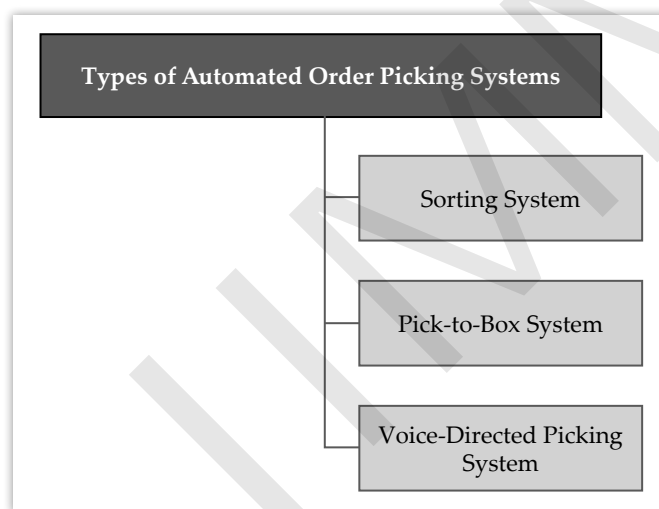 Types of Automated Order Picking Systems
Sorting System
Pick-to-Box System
Voice-Directed Picking
System